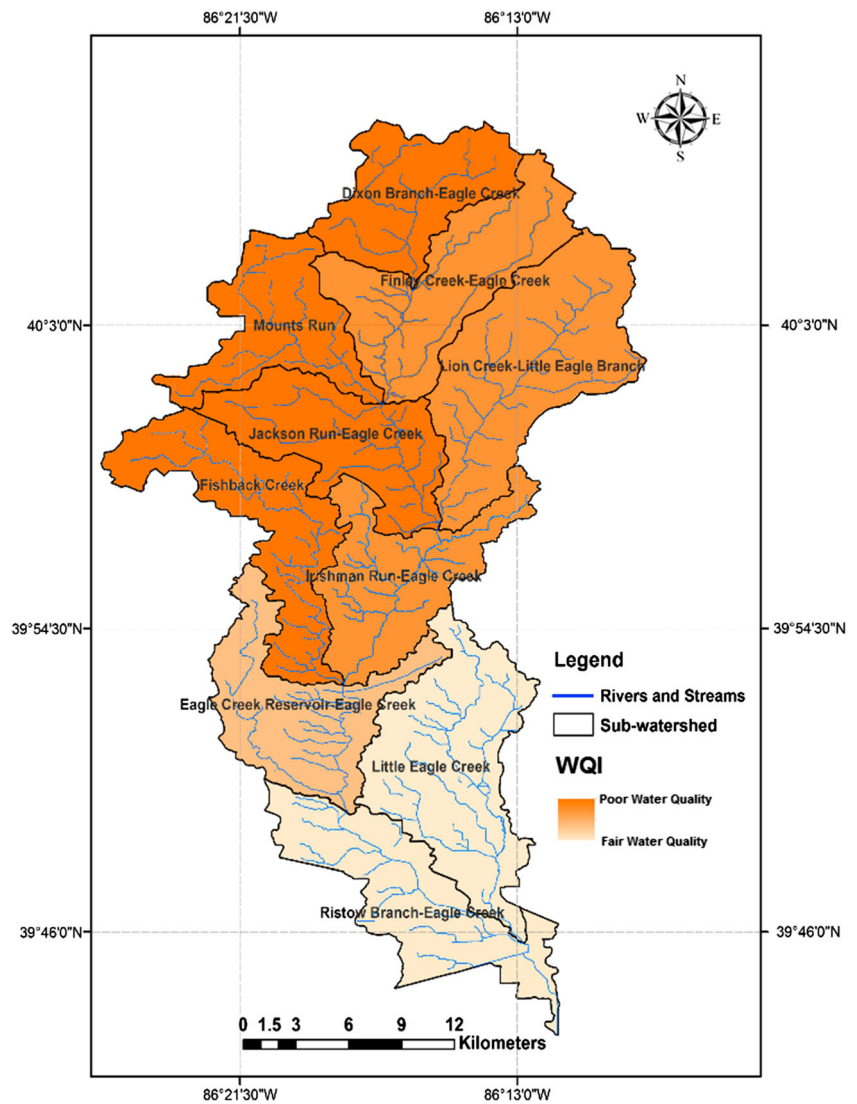 86°21'30"W 86°13'0"W
N
W E
S
Dixon Branch-Eagle Creek
Finley Creek-Eagle Creek
40°3'0"N Mounts Run 40°3'0"N
Lion Creek-Little Eagle Branch
Jackson Run-Eagle Creek
Fishback Creek
Irishman Run-Eagle Creek
39°54'30"N 39°54'30"N
Legend
Rivers and Streams
Eagle Creek Reservoir-Eagle Creek
Sub-watershed
Little Eagle Creek
WQI
Poor Water Quality
Fair Water Quality
Ristow Branch-Eagle Creek
39°46'0"N 39°46'0"N
0 1.5 3 6 9 12
Kilometers
86°21'30"W 86°13'0"W